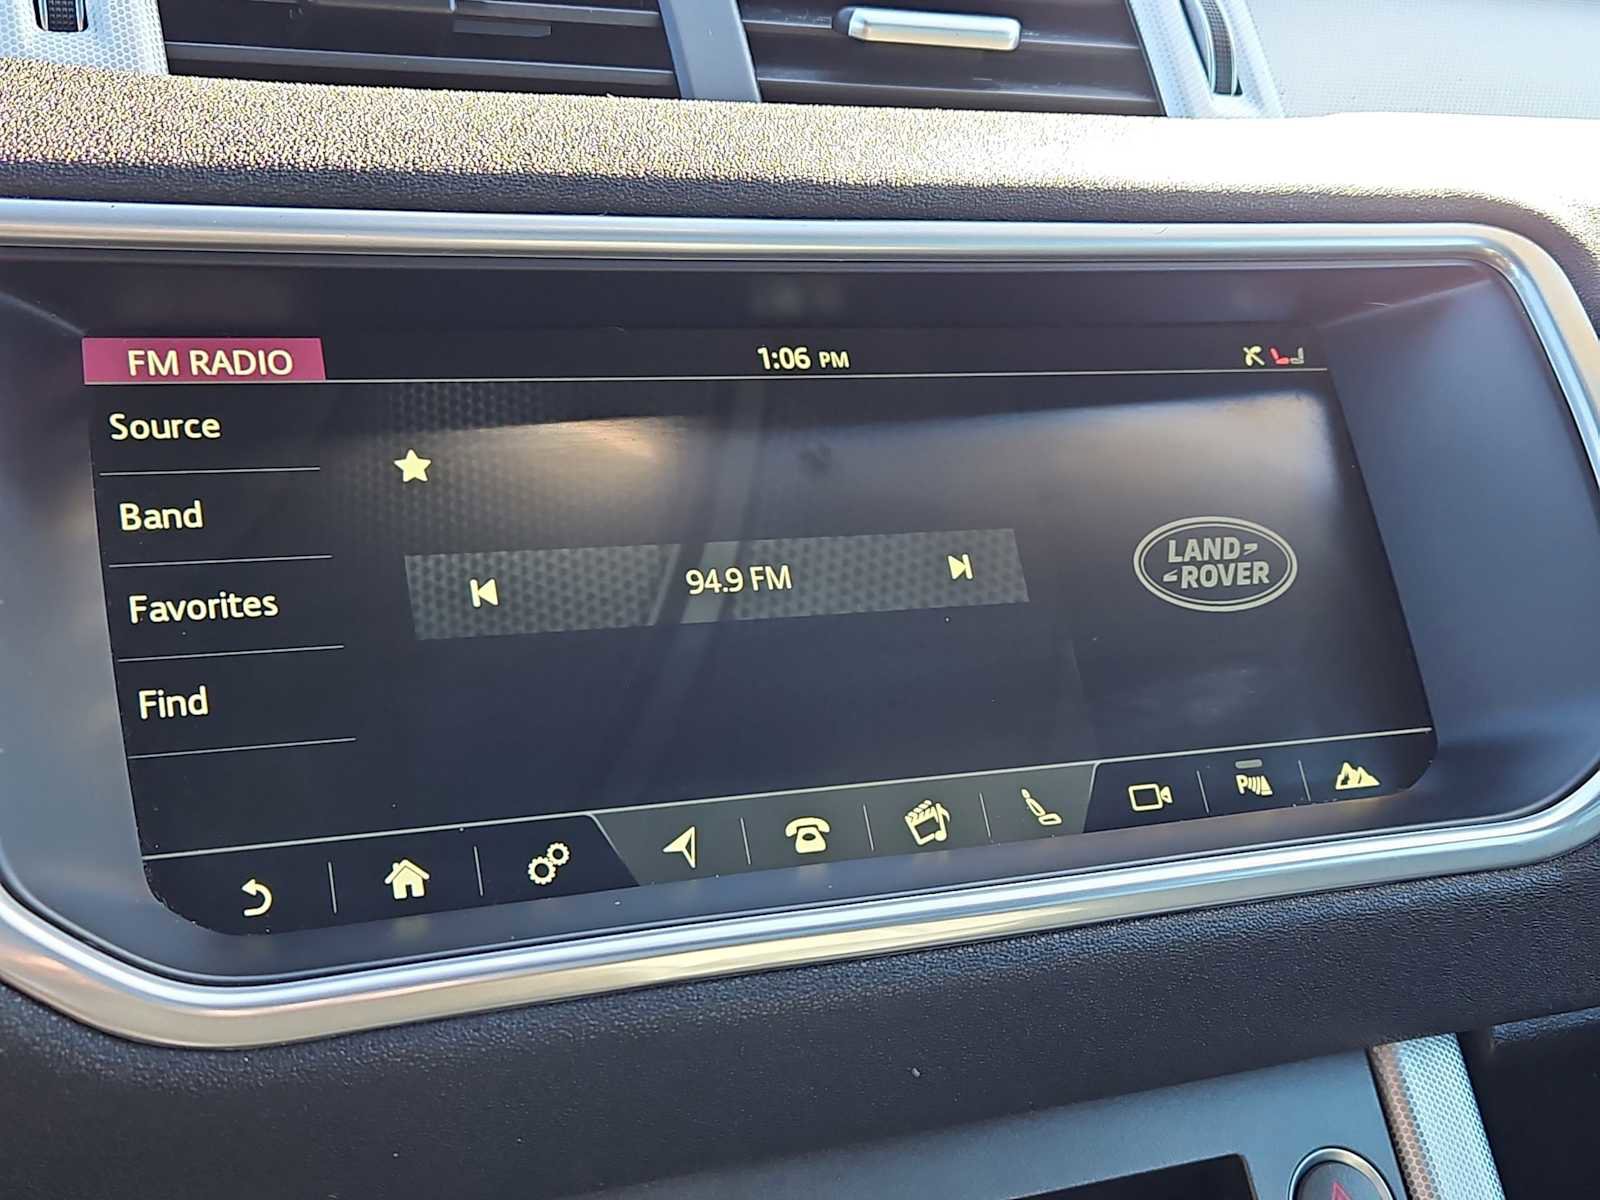 FM RADIO
1:06 PM
Source
Band
Favorites
Find
94.9 FM
LAND-
-ROVER
P